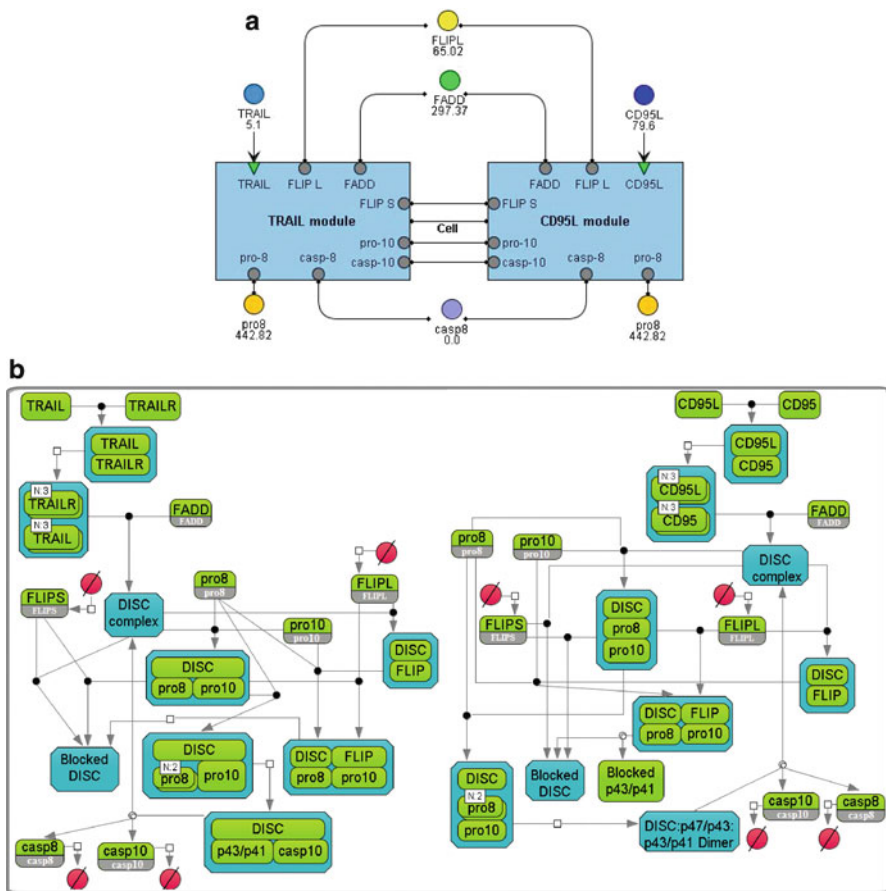 a
FLIPL
65.02
FADD
297.37
TRAIL
5.1
CD95L
79.6
TRAIL
FLIP L
FADD
FADD
FLIP L
CD95L
FLIP S
FLIP S
TRAIL module
Cell
CD95L module
pro-10
pro-10
pro-8
casp-8
casp-10
casp-10
casp-8
pro-8
pro8
442.82
casp8
0.0
pro8
442.82
b
TRAIL
TRAILR
TRAIL
TRAILR
N:3
TRAILR
N:3
TRAIL
FADD
FADD
FLIPS
FLIPS
DISC
complex
pro8
pro8
FLIPL
FLIPL
pro10
pro10
DISC
FLIP
DISC
pro8
pro10
Blocked
DISC
DISC
N:2
pro8
pro10
DISC
FLIP
pro8
pro10
casp8
casp8
casp10
casp10
DISC
p43/p41
casp10
CD95L
CD95
CD95L
CD95
N:3
CD95L
N:3
CD95
FADD
FADD
pro8
pro8
pro10
pro10
DISC
complex
FLIPS
FLIPS
DISC
pro8
pro10
FLIPL
FLIPL
DISC
FLIP
DISC
FLIP
pro8
pro10
DISC
N:2
pro8
pro10
Blocked
DISC
Blocked
p43/p41
DISC:p47/p43:
p43/p41 Dimer
casp10
casp10
casp8
casp8